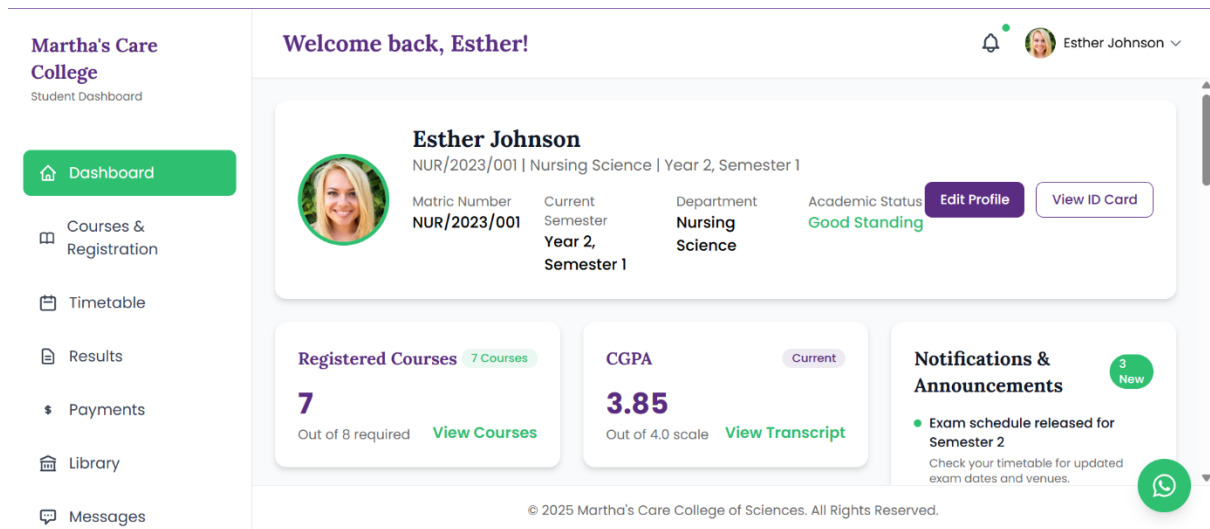 Martha's Care
College
Student Dashboard
Dashboard
Courses &
Registration
Timetable
Results
$ Payments
Library
Messages
Welcome back, Esther!
Esther Johnson
Esther Johnson
NUR/2023/001 | Nursing Science | Year 2, Semester 1
Matric Number
NUR/2023/001
Current
Semester
Year 2,
Semester 1
Department
Nursing
Science
Academic Status
Good Standing
Edit Profile
View ID Card
Registered Courses
7 Courses
7
Out of 8 required
View Courses
CGPA
Current
3.85
Out of 4.0 scale
View Transcript
Notifications &
Announcements
3
New
Exam schedule released for
Semester 2
Check your timetable for updated
exam dates and venues.
© 2025 Martha's Care College of Sciences. All Rights Reserved.